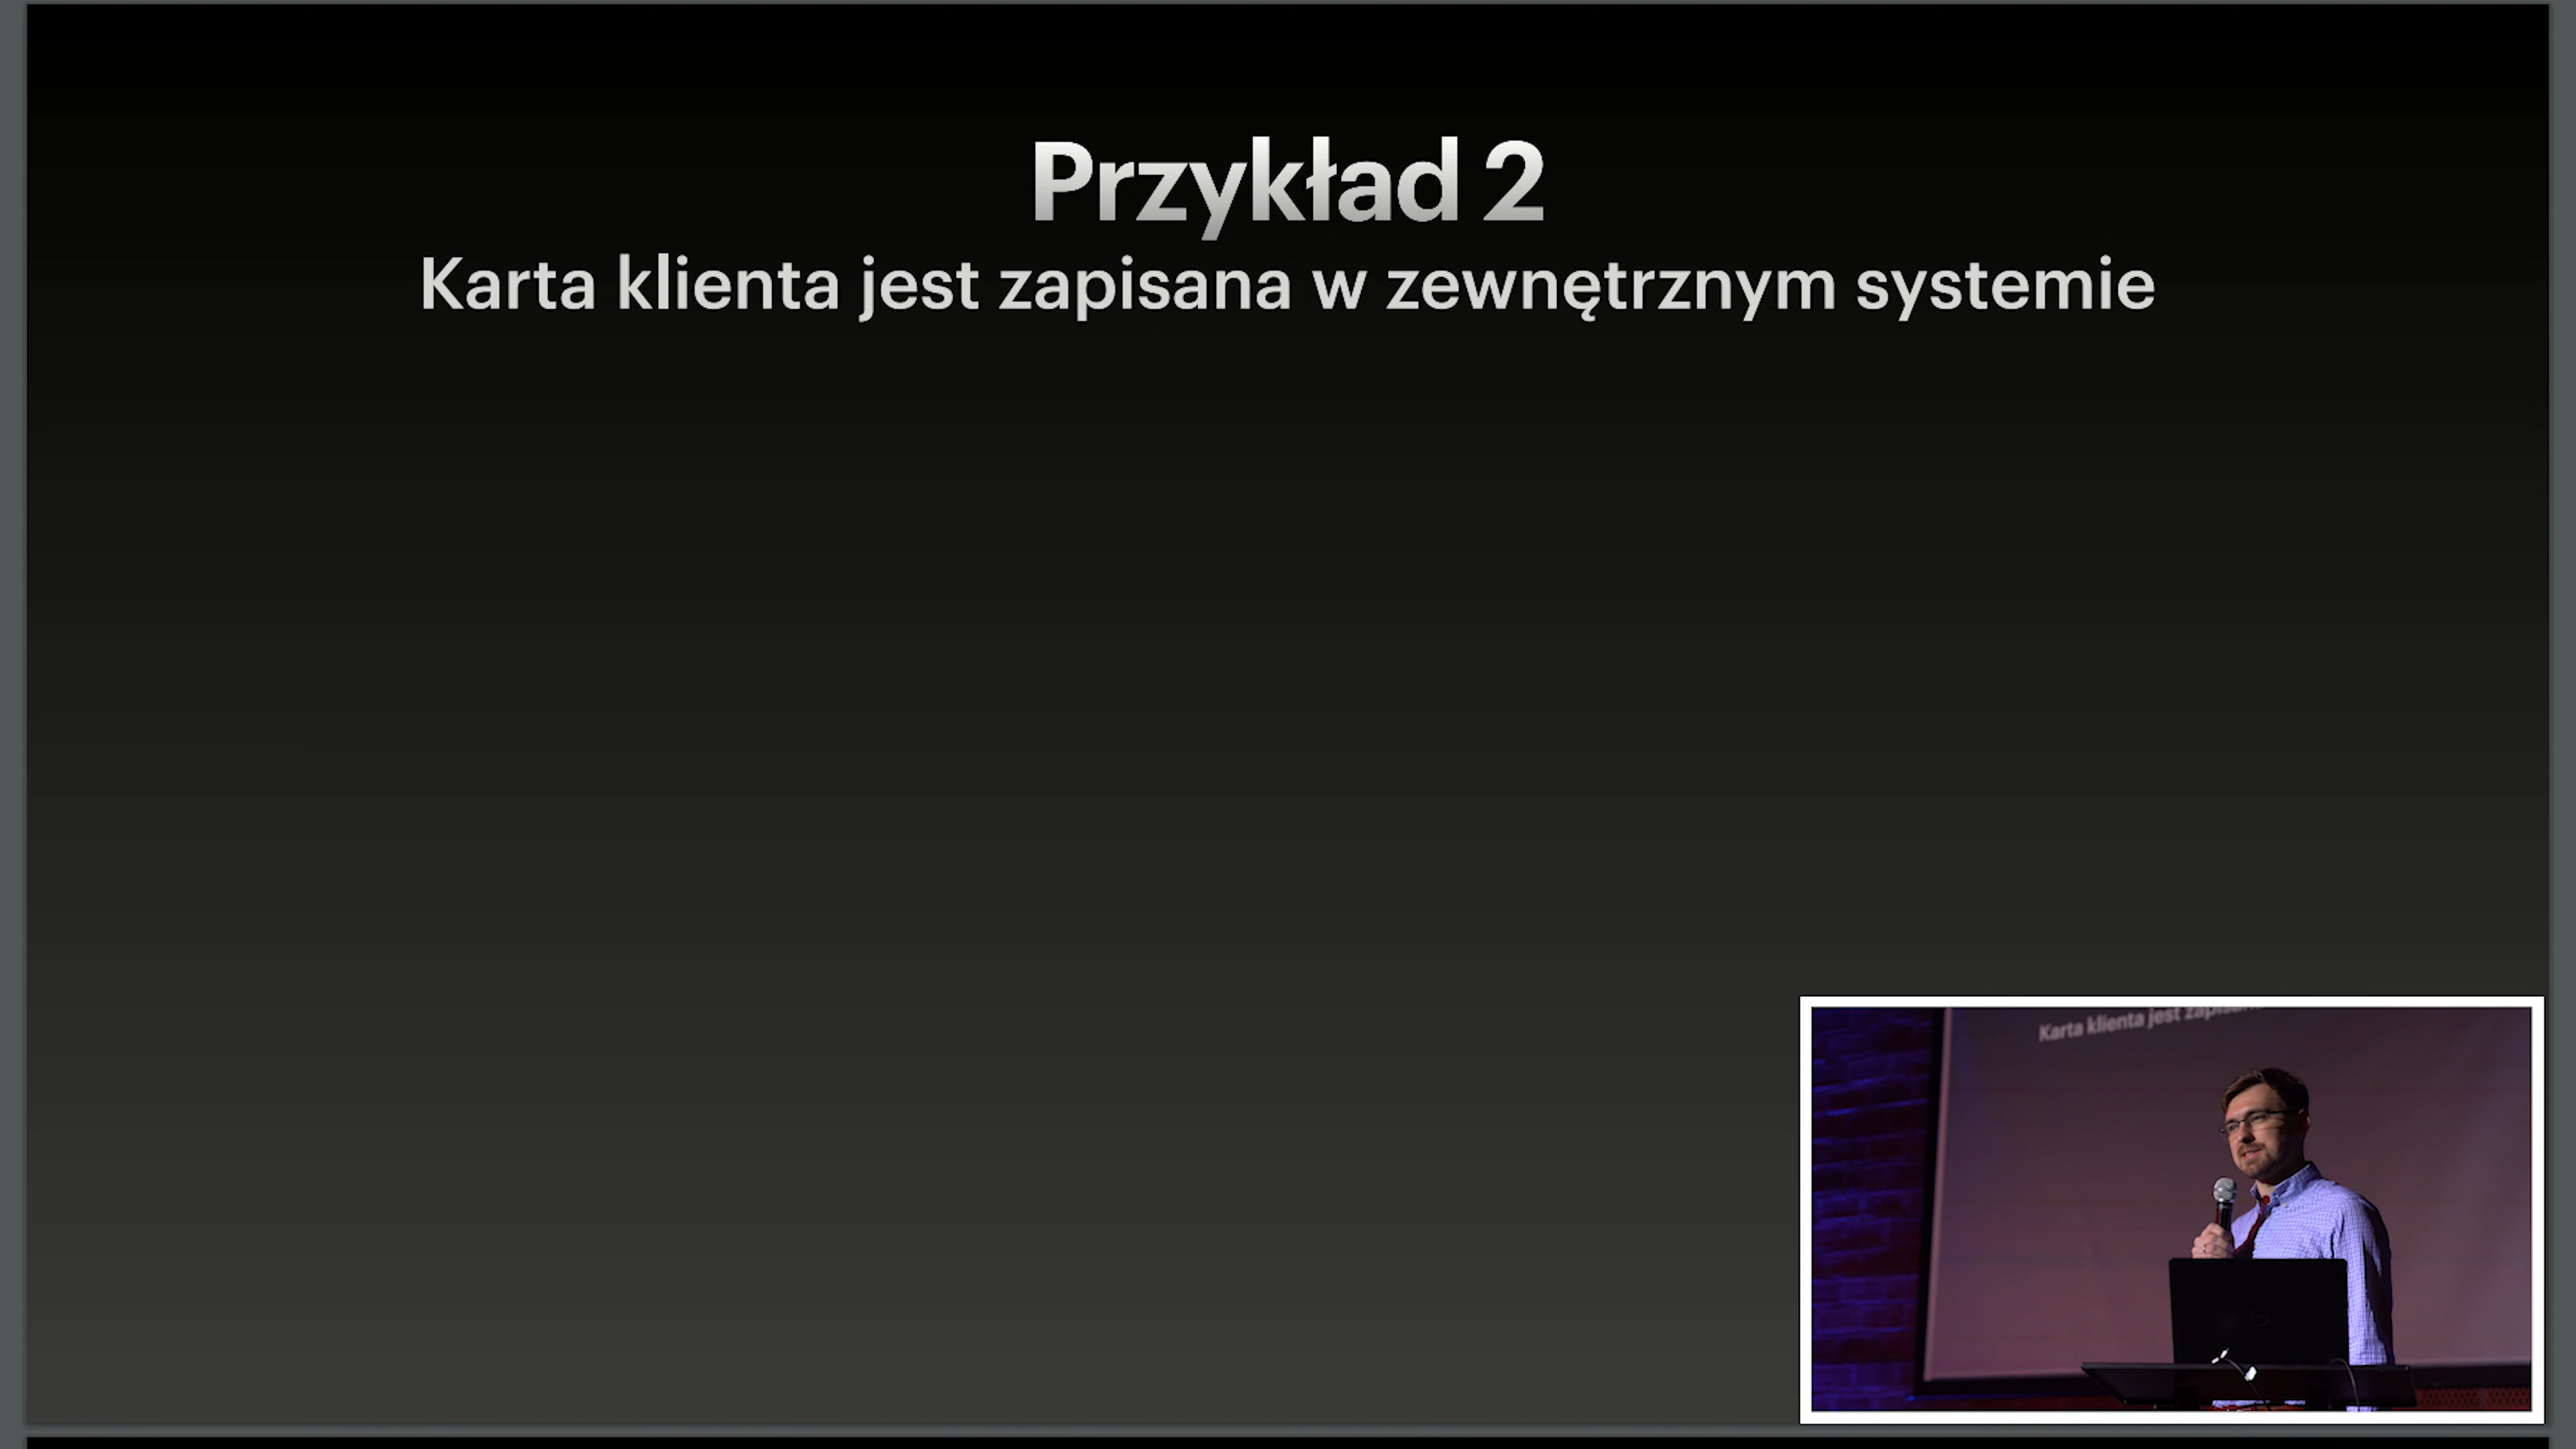 Przykład 2
Karta klienta jest zapisana w zewnętrznym systemie
Karta klienta jest